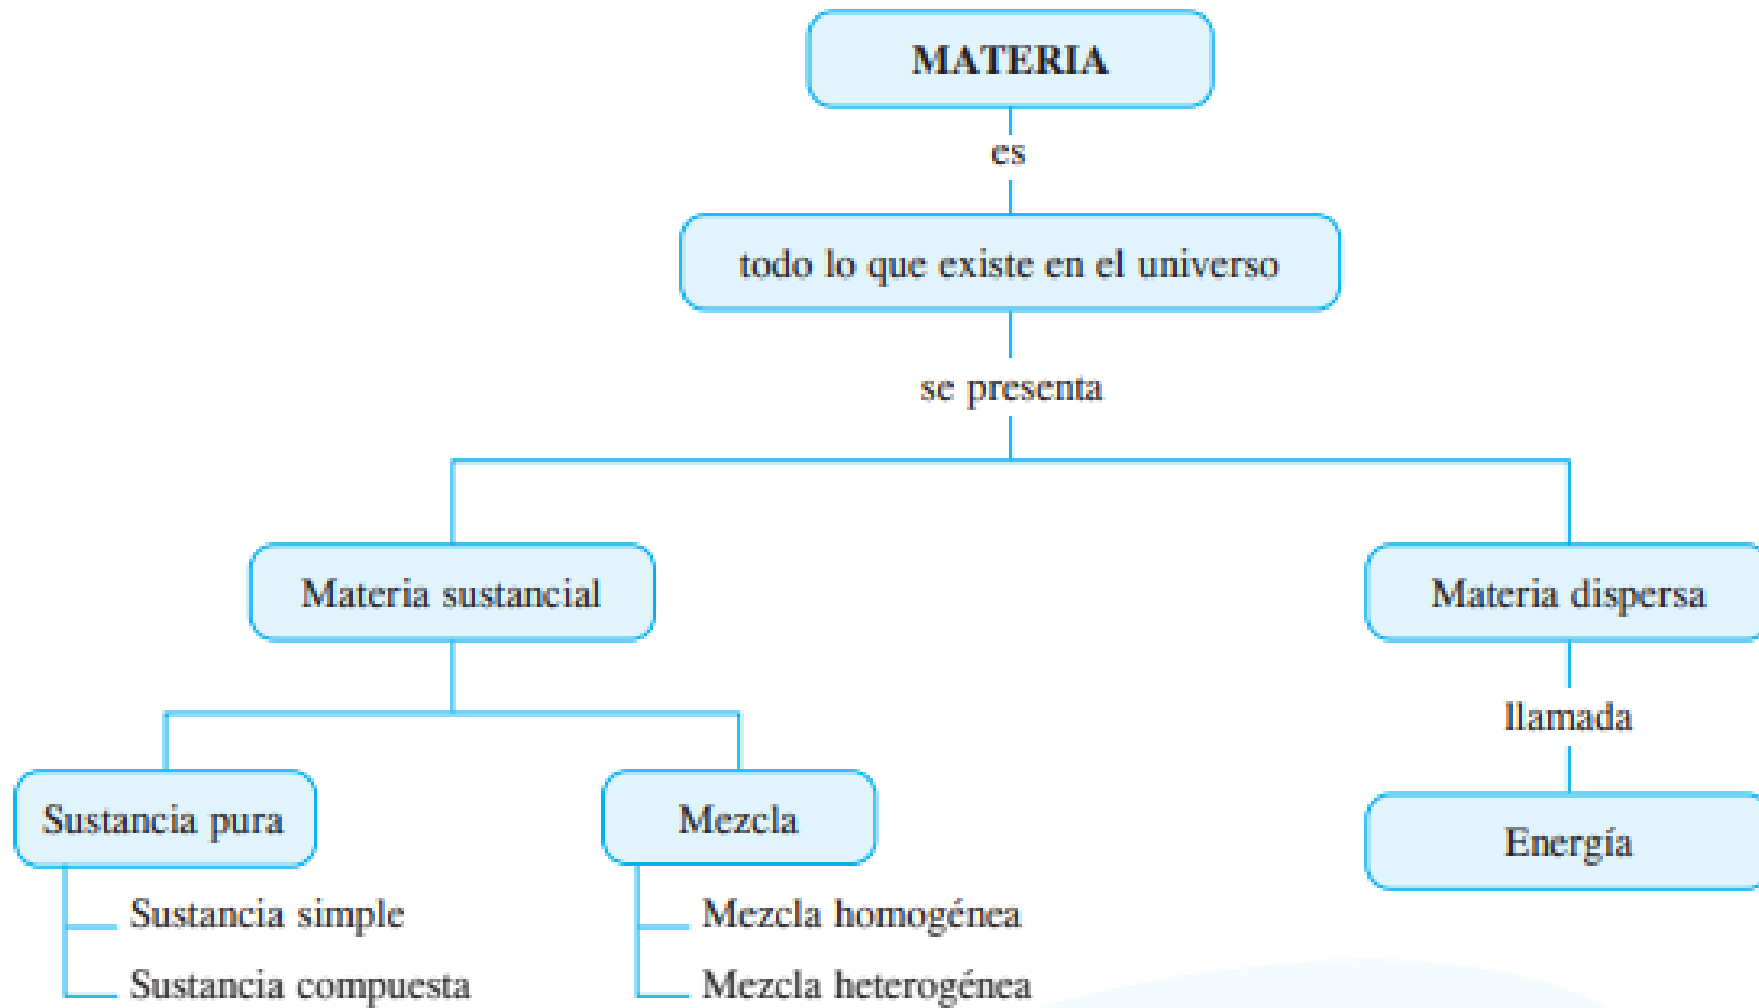 MATERIA
es
todo lo que existe en el universo
se presenta
Materia sustancial
Materia dispersa
llamada
Sustancia pura
Mezcla
Energía
Sustancia simple
Mezcla homogénea
Sustancia compuesta
Mezcla heterogénea